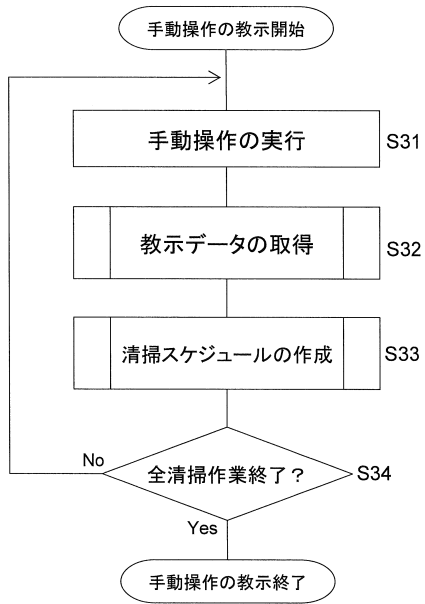 手動操作の教示開始
手動操作の実行 S31
教示データの取得 S32
清掃スケジュールの作成 S33
No 全清掃作業終了? S34
Yes
手動操作の教示終了